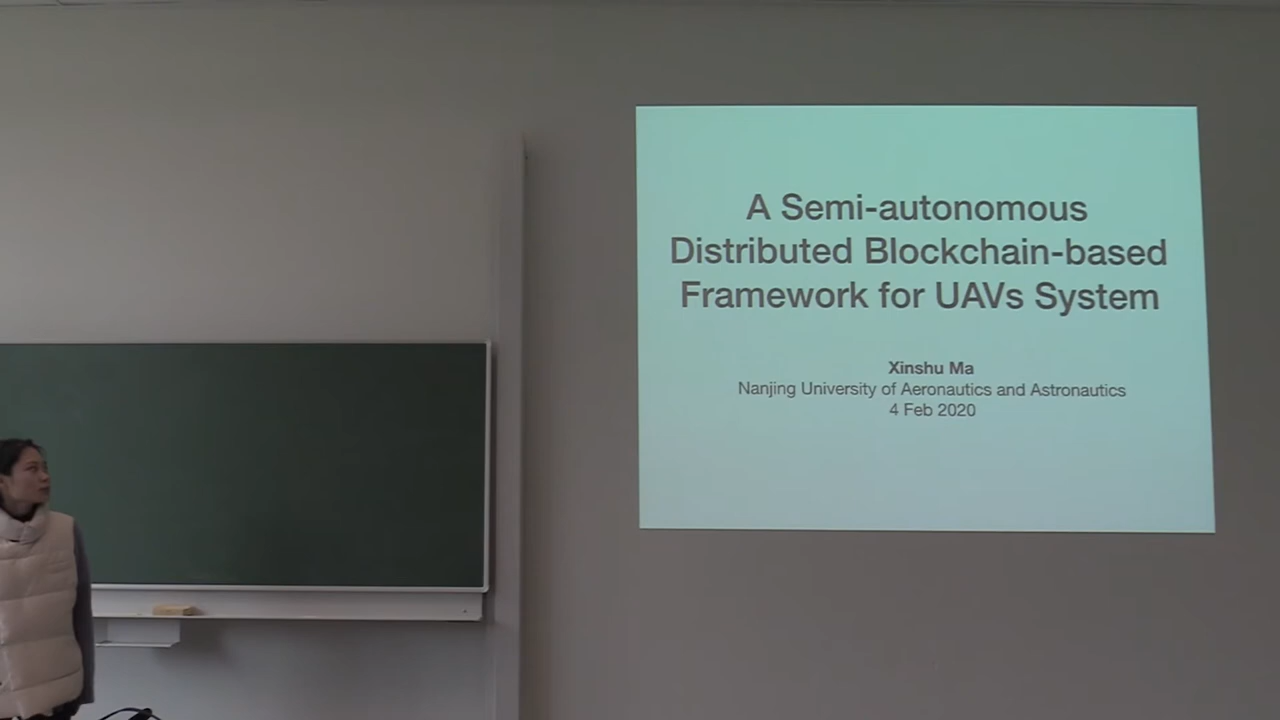 A Semi-autonomous
Distributed Blockchain-based
Framework for UAVs System
Xinshu Ma
Nanjing University of Aeronautics and Astronautics
4 Feb 2020